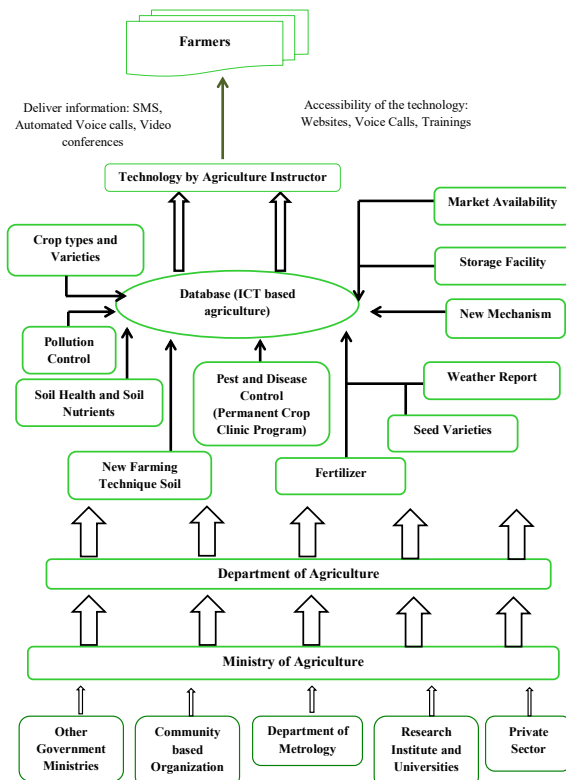 Farmers
Deliver information: SMS,
Automated Voice calls, Video
conferences
Accessibility of the technology:
Websites, Voice Calls, Trainings
Technology by Agriculture Instructor
Market Availability
Crop types and
Varieties
Storage Facility
Database (ICT based
agriculture)
New Mechanism
Pollution
Control
Weather Report
Soil Health and Soil
Nutrients
Pest and Disease
Control
(Permanent Crop
Clinic Program)
Seed Varieties
New Farming
Technique Soil
Fertilizer
Department of Agriculture
Ministry of Agriculture
Other
Government
Ministries
Community
based
Organization
Department of
Metrology
Research
Institute and
Universities
Private
Sector